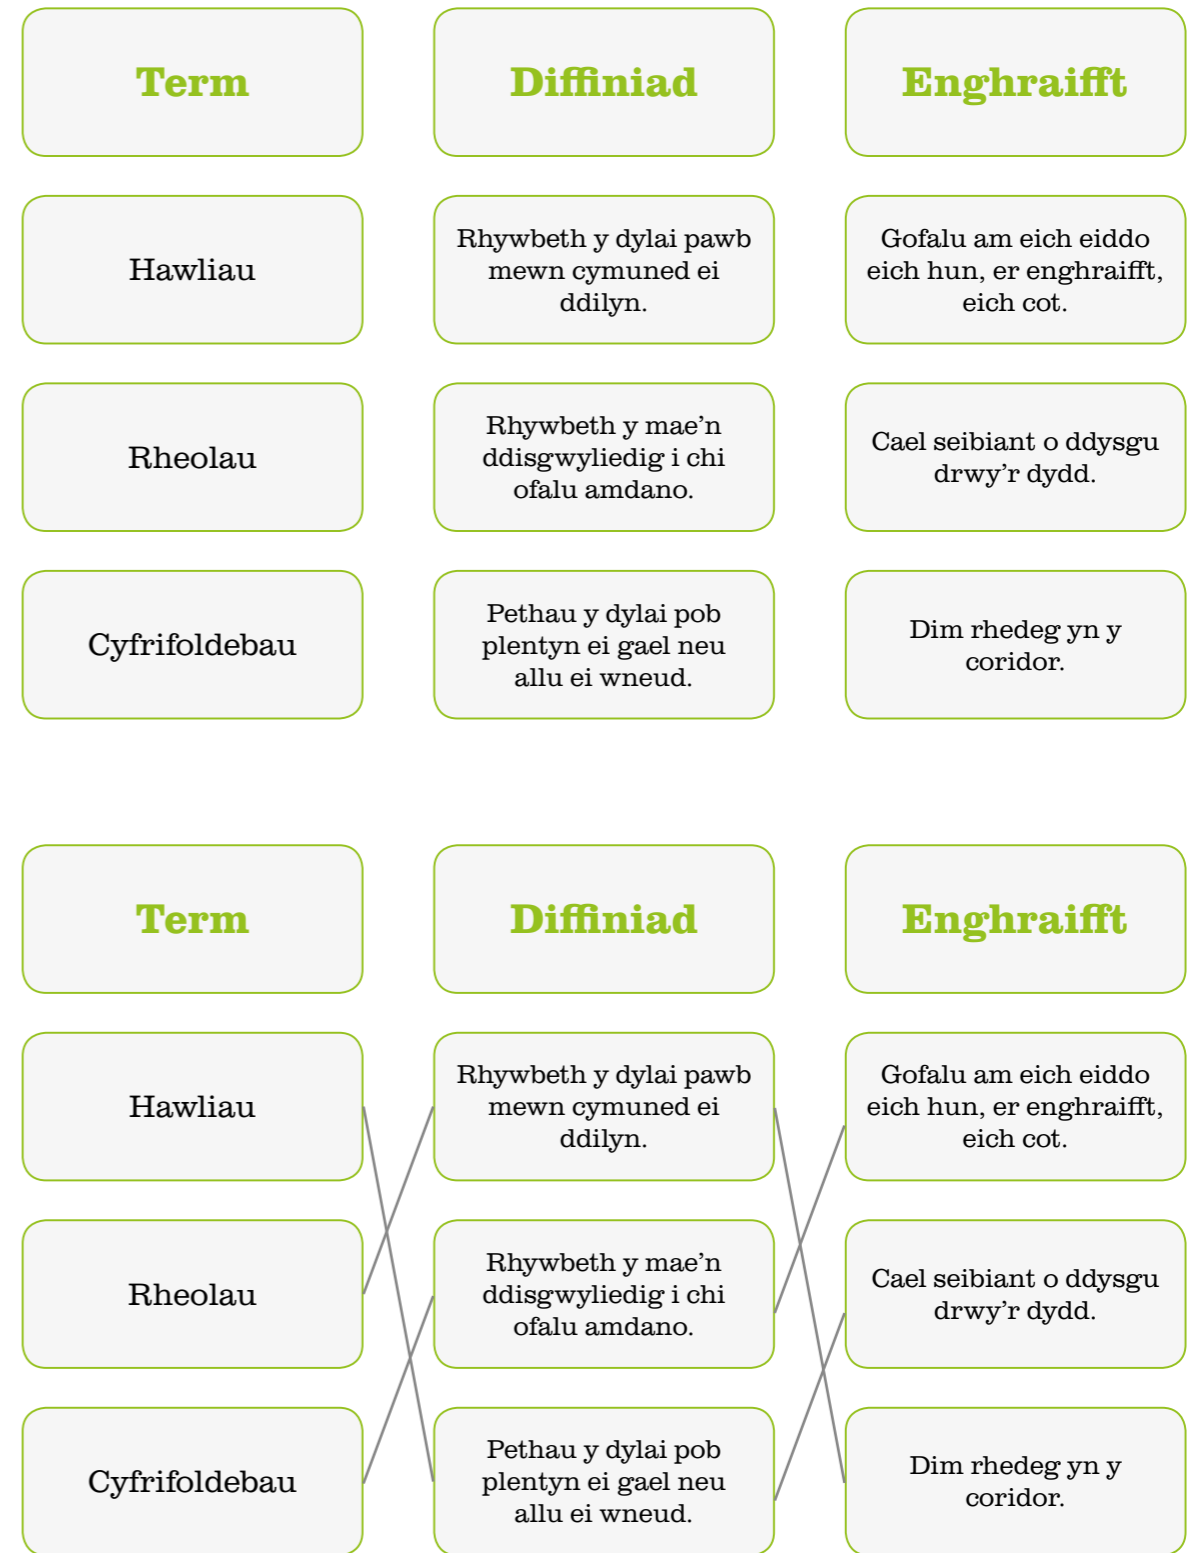 Term
Diffiniad
Enghraifft
Hawliau
Rhywbeth y dylai pawb
mewn cymuned ei
ddilyn.
Gofalu am eich eiddo
eich hun, er enghraifft,
eich cot.
Rheolau
Rhywbeth y mae’n
ddisgwyliedig i chi
ofalu amdano.
Cael seibiant o ddysgu
drwy’r dydd.
Cyfrifoldebau
Pethau y dylai pob
plentyn ei gael neu
allu ei wneud.
Dim rhedeg yn y
coridor.
Term
Diffiniad
Enghraifft
Hawliau
Rhywbeth y dylai pawb
mewn cymuned ei
ddilyn.
Gofalu am eich eiddo
eich hun, er enghraifft,
eich cot.
Rheolau
Rhywbeth y mae’n
ddisgwyliedig i chi
ofalu amdano.
Cael seibiant o ddysgu
drwy’r dydd.
Cyfrifoldebau
Pethau y dylai pob
plentyn ei gael neu
allu ei wneud.
Dim rhedeg yn y
coridor.